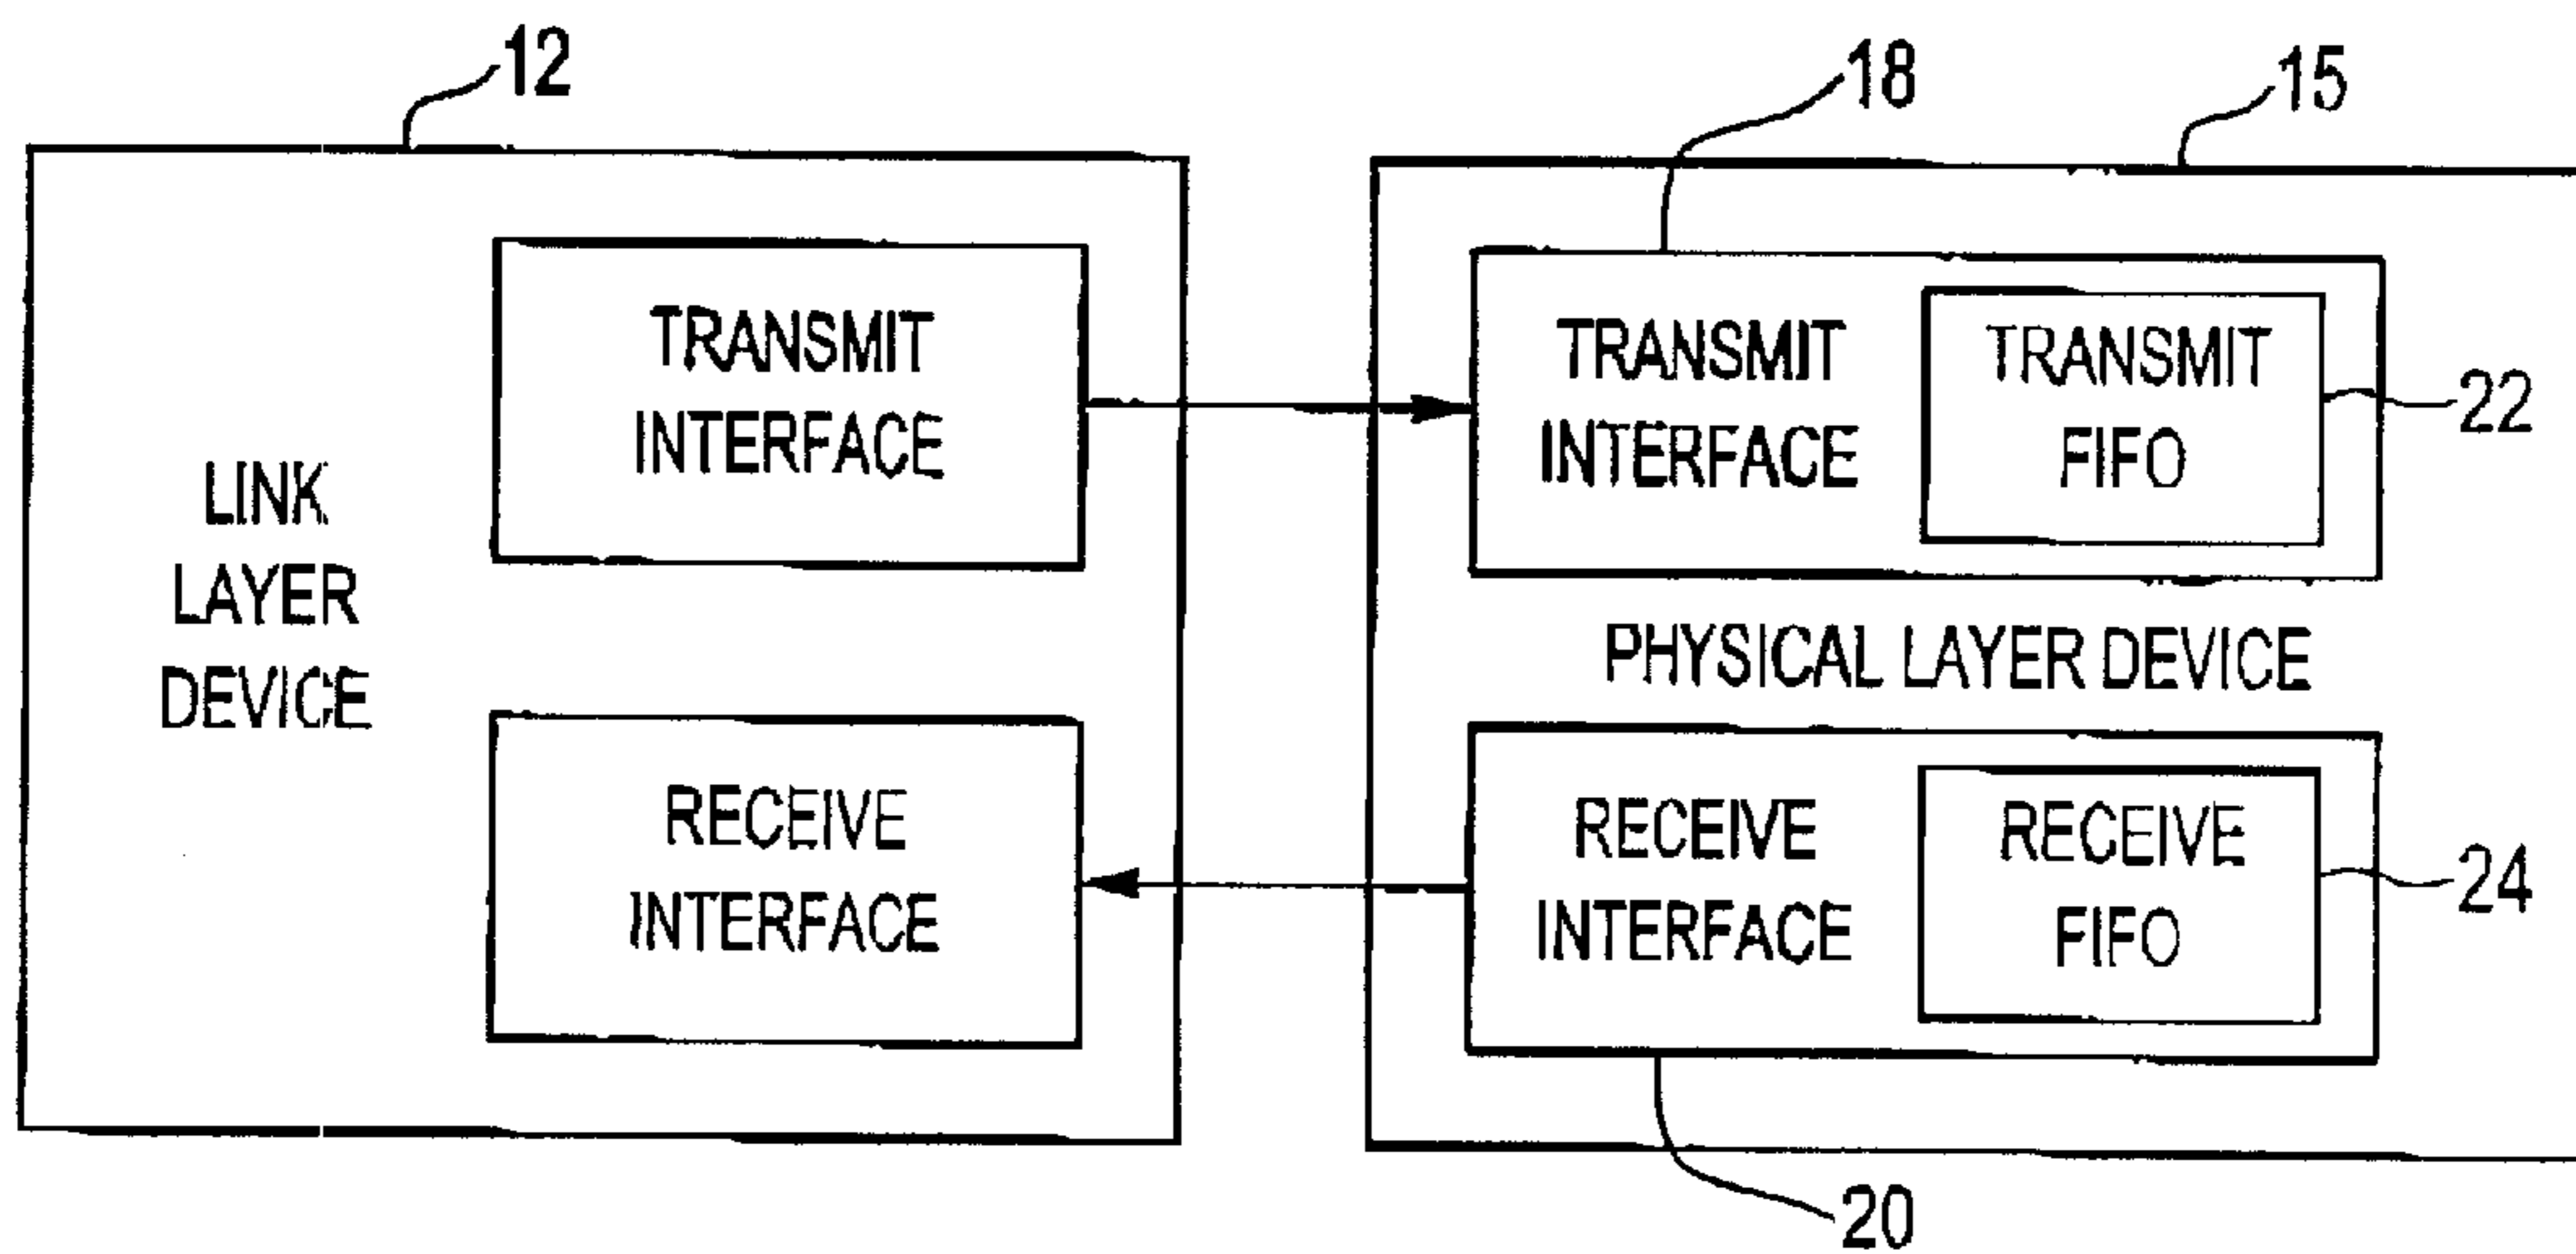 12
18
15
TRANSMIT
INTERFACE
TRANSMIT
INTERFACE
TRANSMIT
FIFO
22
LINK
LAYER
DEVICE
PHYSICAL LAYER DEVICE
RECEIVE
INTERFACE
RECEIVE
INTERFACE
RECEIVE
FIFO
24
20